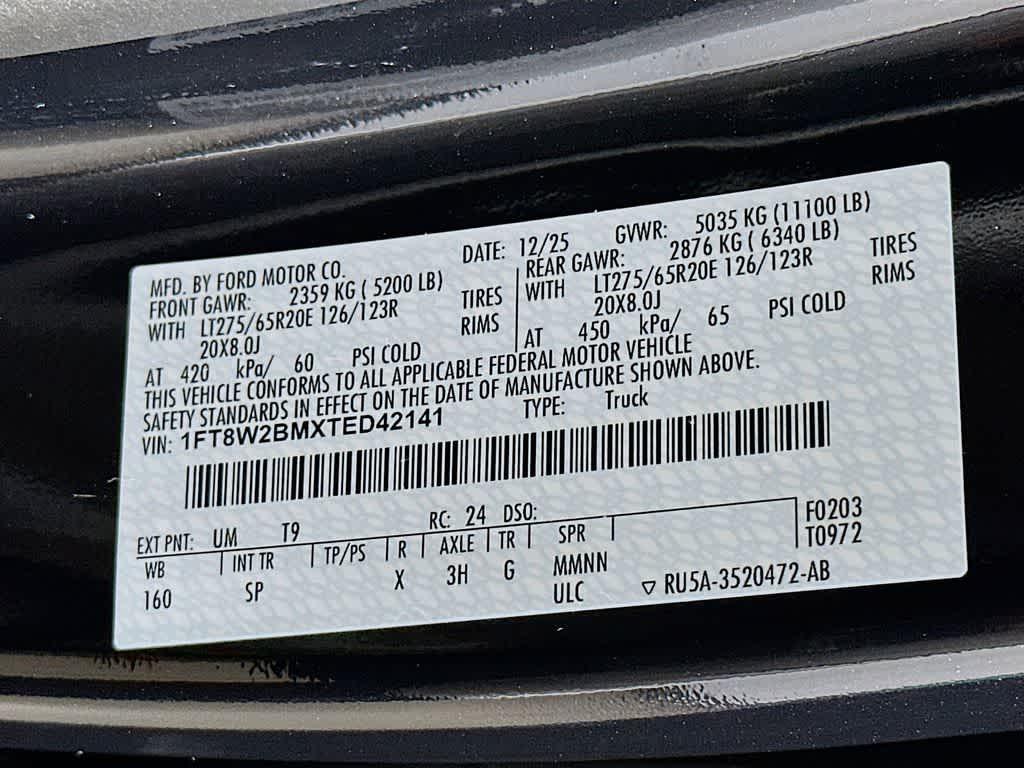 MFD. BY FORD MOTOR CO. DATE: 12/25 GVWR: 5035 KG (11100 LB)
FRONT GAWR: 2359 KG ( 5200 LB) REAR GAWR: 2876 KG ( 6340 LB)
WITH LT275/65R20E 126/123R TIRES WITH LT275/65R20E 126/123R TIRES
20X8.0J RIMS 20X8.0J RIMS
AT 420 kPa/ 60 PSI COLD AT 450 kPa/ 65 PSI COLD
THIS VEHICLE CONFORMS TO ALL APPLICABLE FEDERAL MOTOR VEHICLE
SAFETY STANDARDS IN EFFECT ON THE DATE OF MANUFACTURE SHOWN ABOVE.
VIN: 1FT8W2BMXTED42141 TYPE: Truck
EXT PNT: UM T9 RC: 24 DSO: F0203
WB INT TR TP/PS R AXLE TR SPR T0972
160 SP X 3H G MMNN
ULC ▽ RU5A-3520472-AB